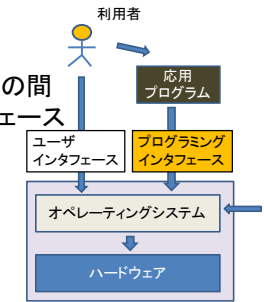 利用者
の間
ェース
応用
プログラム
ユーザ
インタフェース
プログラミング
インタフェース
オペレーティングシステム
ハードウェア